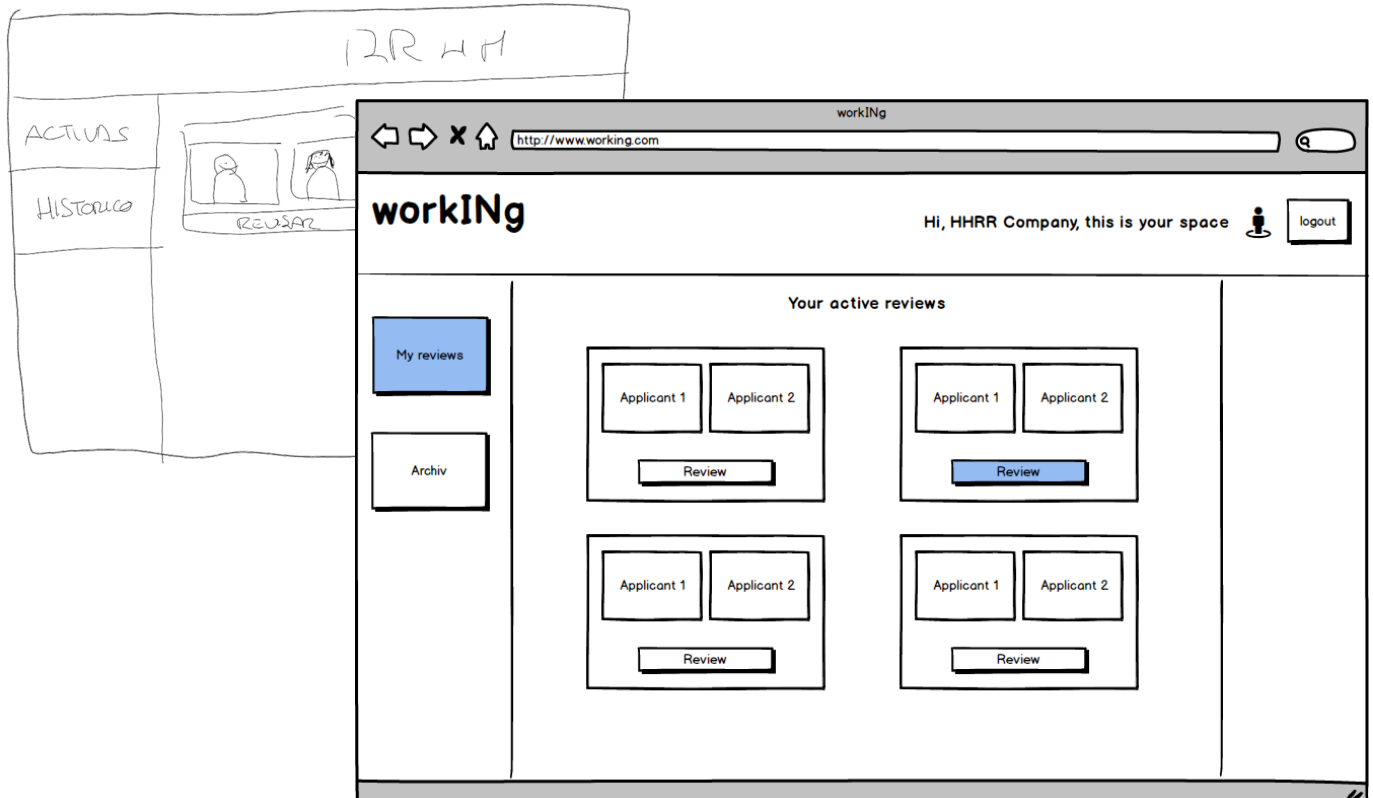 ACTIVOS
HISTORICO
REVISAR
workINg
http://www.working.com
workINg
Hi, HHRR Company, this is your space
logout
My reviews
Archiv
Your active reviews
Applicant 1
Applicant 2
Review
Applicant 1
Applicant 2
Review
Applicant 1
Applicant 2
Review
Applicant 1
Applicant 2
Review